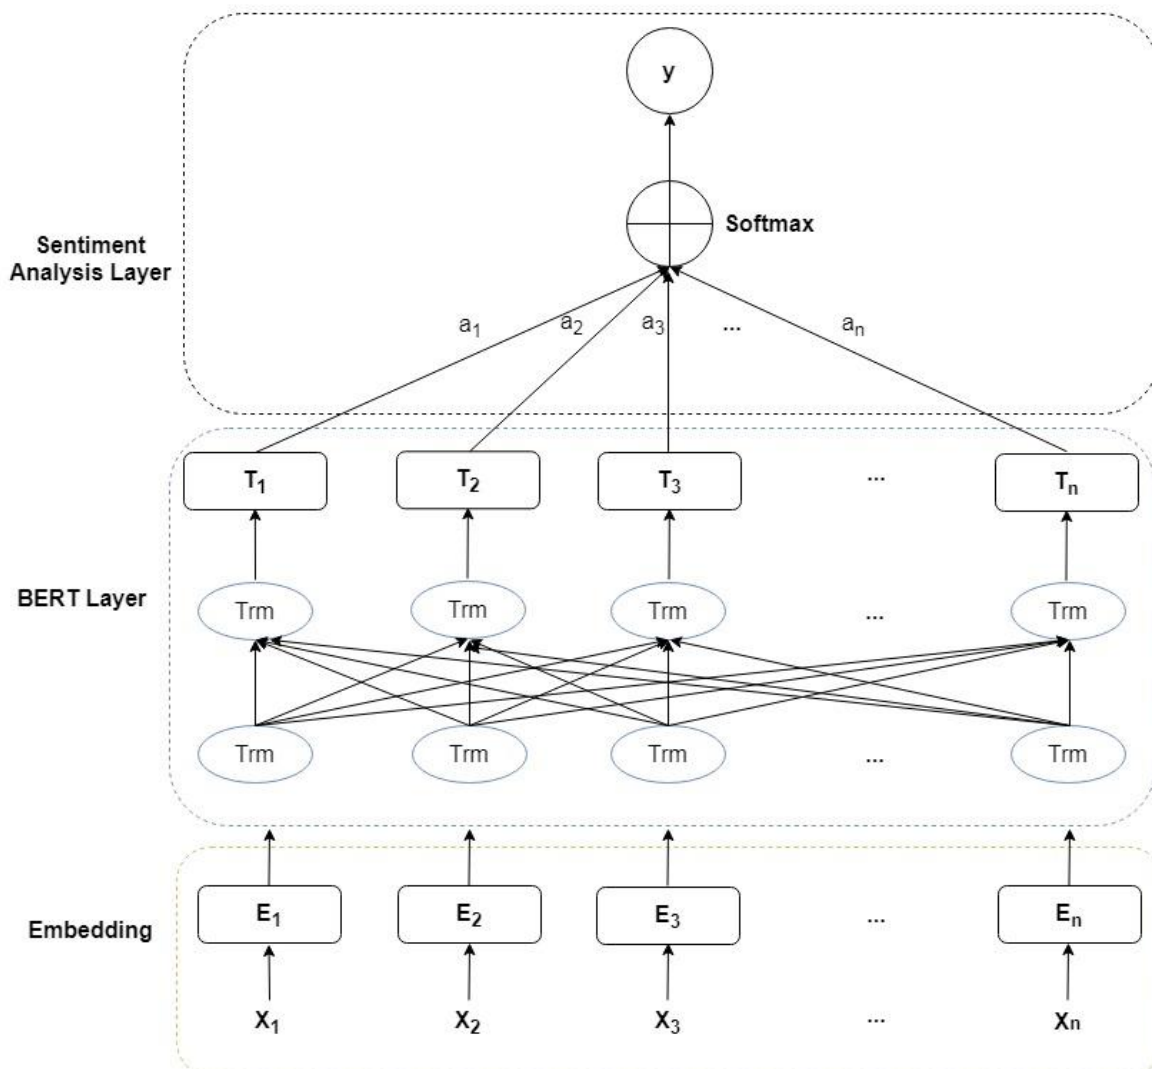 y
Softmax
Sentiment
Analysis Layer
a1 a2 a3 ... an
T1 T2 T3 ... Tn
BERT Layer
Trm Trm Trm ... Trm
Trm Trm Trm ... Trm
Embedding
E1 E2 E3 ... En
X1 X2 X3 ... Xn